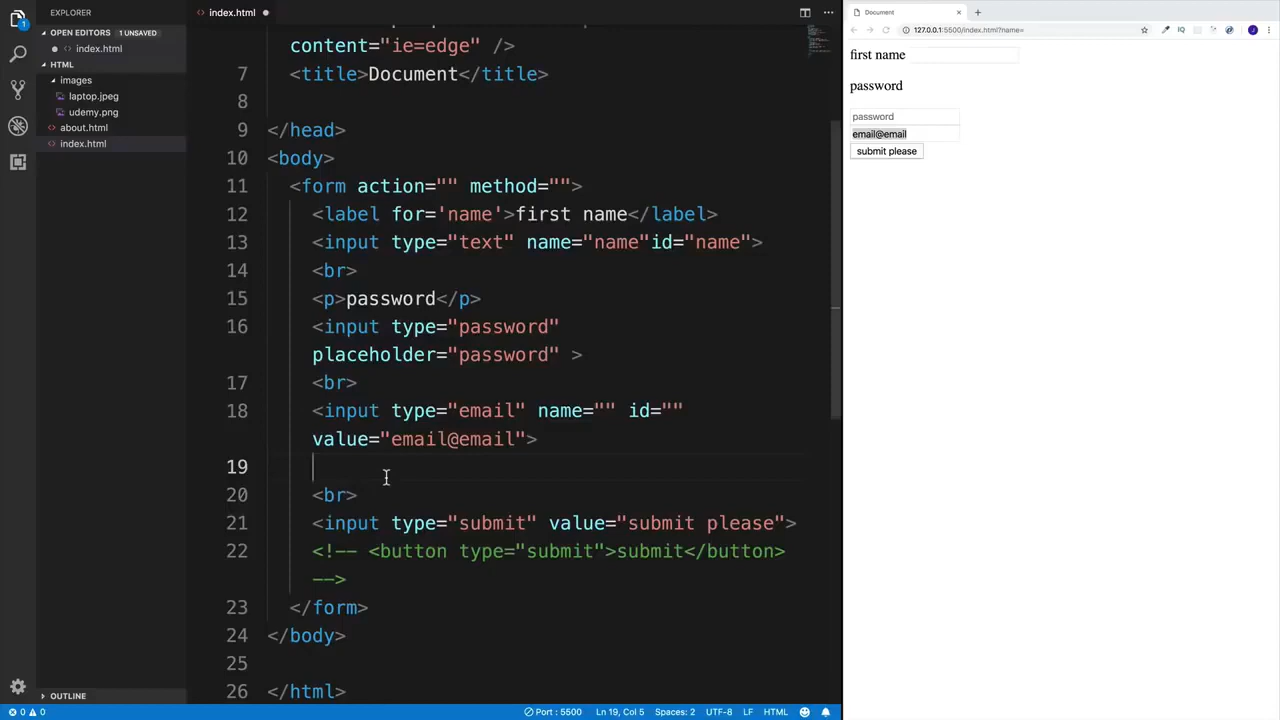 EXPLORER
OPEN EDITORS 1 UNSAVED
index.html
HTML
images
laptop.jpeg
udemy.png
about.html
index.html
OUTLINE
index.html
content="ie=edge" />
7 <title>Document</title>
8
9 </head>
10 <body>
11 <form action="" method="">
12 <label for='name'>first name</label>
13 <input type="text" name="name"id="name">
14 <br>
15 <p>password</p>
16 <input type="password"
placeholder="password" >
17 <br>
18 <input type="email" name="" id=""
value="email@email">
19
20 <br>
21 <input type="submit" value="submit please">
22 <!-- <button type="submit">submit</button>
-->
23 </form>
24 </body>
25
26 </html>
0 0
Port : 5500 Ln 19, Col 5 Spaces: 2 UTF-8 LF HTML
Document
127.0.0.1:5500/index.html?name=
first name
password
password
email@email
submit please